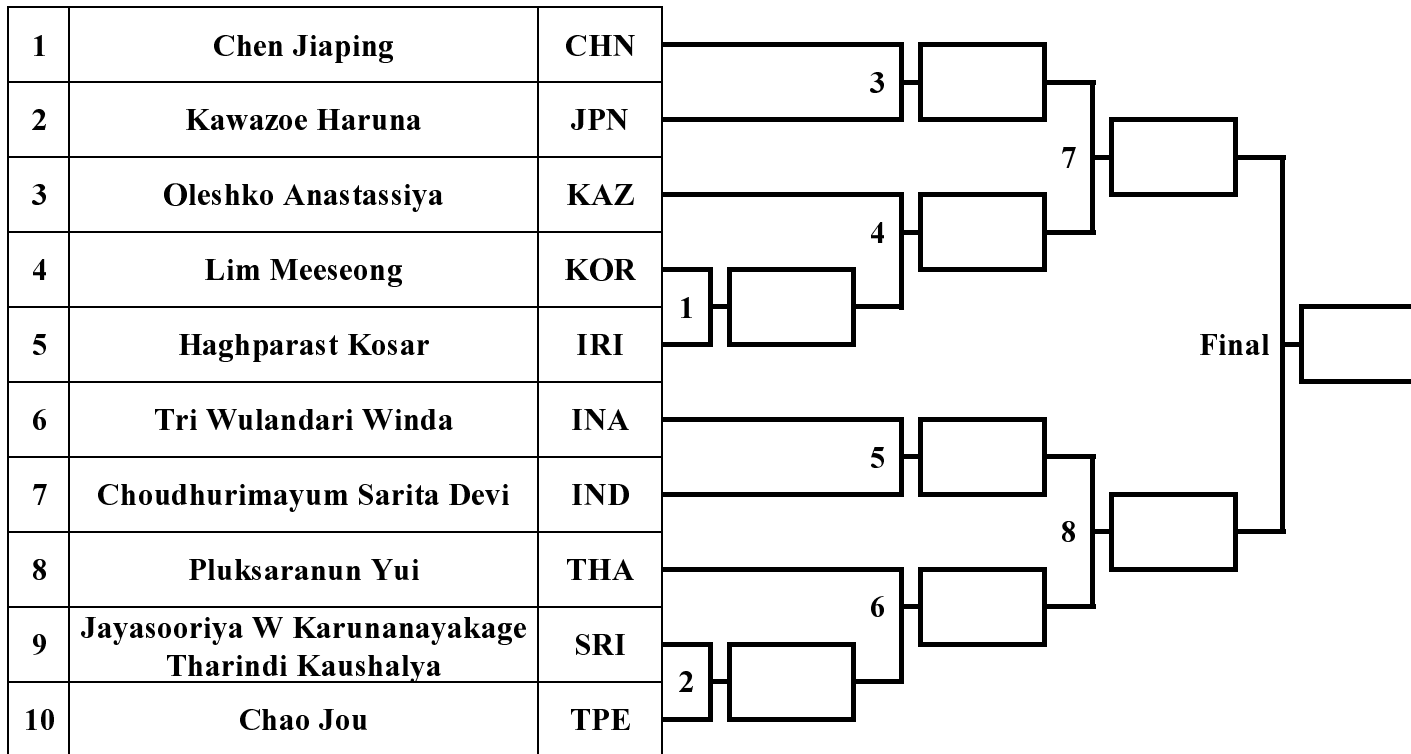 1 Chen Jiaping CHN
3
2 Kawazoe Haruna JPN
7
3 Oleshko Anastassiya KAZ
4
4 Lim Meeseong KOR
1
5 Haghparast Kosar IRI
Final
6 Tri Wulandari Winda INA
5
7 Choudhurimayum Sarita Devi IND
8
8 Pluksaranun Yui THA
6
9 Jayasooriya W Karunanayakage
Tharindi Kaushalya SRI
2
10 Chao Jou TPE